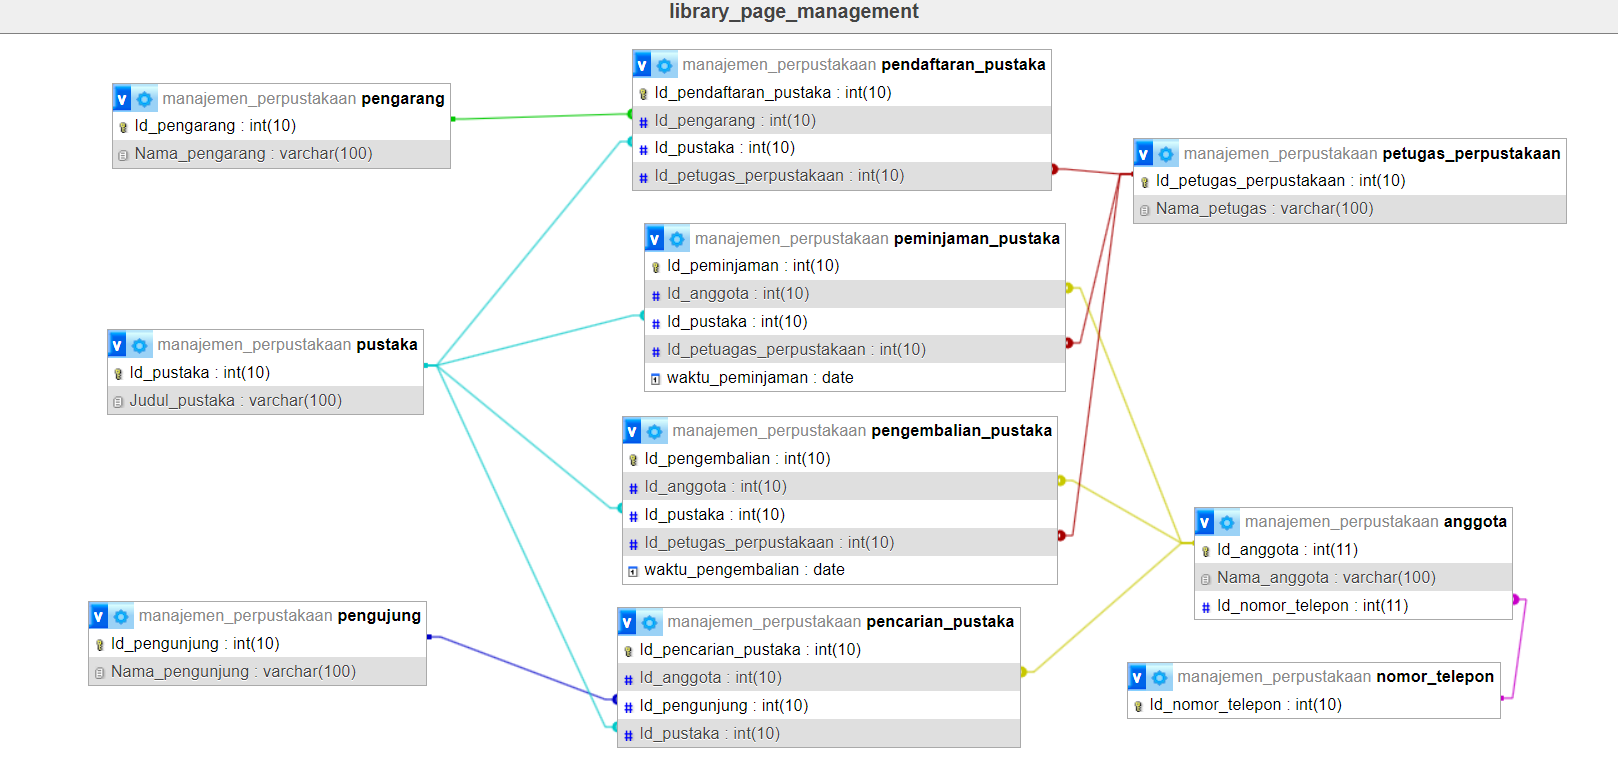 library_page_management
manajemen_perpustakaan pengarang
Id_pengarang : int(10)
Nama_pengarang : varchar(100)
manajemen_perpustakaan pustaka
Id_pustaka : int(10)
Judul_pustaka : varchar(100)
manajemen_perpustakaan pengujung
Id_pengunjung : int(10)
Nama_pengunjung : varchar(100)
manajemen_perpustakaan pendaftaran_pustaka
Id_pendaftaran_pustaka : int(10)
Id_pengarang : int(10)
Id_pustaka : int(10)
Id_petugas_perpustakaan : int(10)
manajemen_perpustakaan peminjaman_pustaka
Id_peminjaman : int(10)
Id_anggota : int(10)
Id_pustaka : int(10)
Id_petuagas_perpustakaan : int(10)
waktu_peminjaman : date
manajemen_perpustakaan pengembalian_pustaka
Id_pengembalian : int(10)
Id_anggota : int(10)
Id_pustaka : int(10)
Id_petugas_perpustakaan : int(10)
waktu_pengembalian : date
manajemen_perpustakaan pencarian_pustaka
Id_pencarian_pustaka : int(10)
Id_anggota : int(10)
Id_pengunjung : int(10)
Id_pustaka : int(10)
manajemen_perpustakaan petugas_perpustakaan
Id_petugas_perpustakaan : int(10)
Nama_petugas : varchar(100)
manajemen_perpustakaan anggota
Id_anggota : int(11)
Nama_anggota : varchar(100)
Id_nomor_telepon : int(11)
manajemen_perpustakaan nomor_telepon
Id_nomor_telepon : int(10)